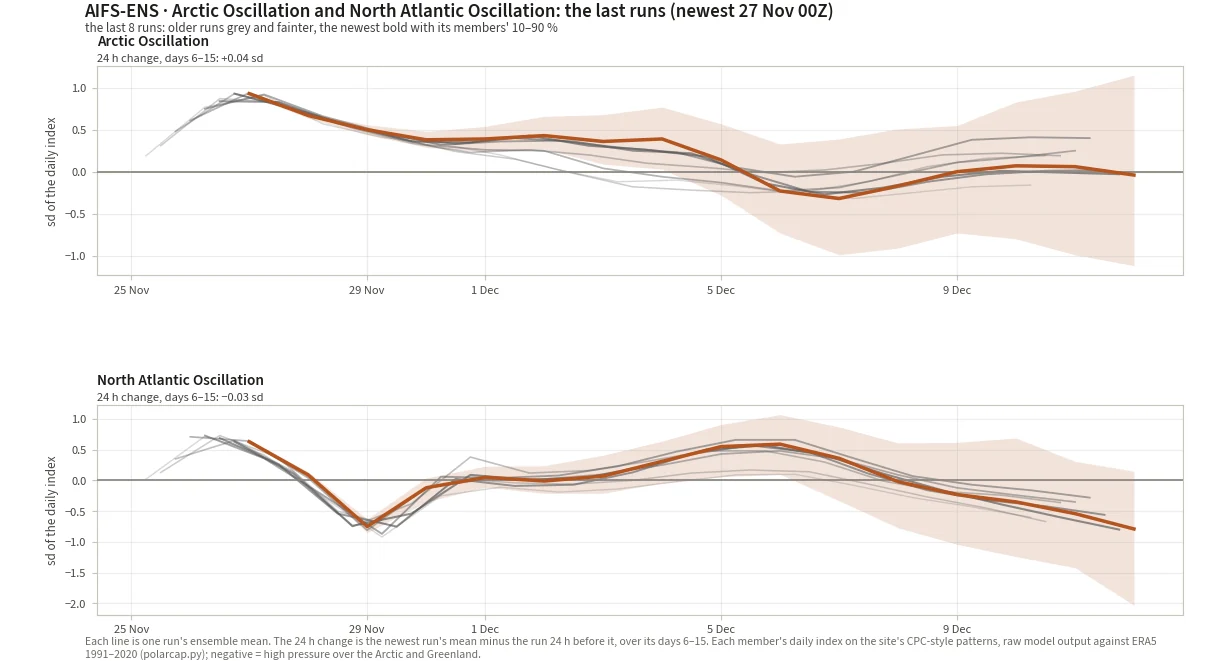 AIFS-ENS · Arctic Oscillation and North Atlantic Oscillation: the last runs (newest 27 Nov 00Z)
the last 8 runs: older runs grey and fainter, the newest bold with its members' 10–90 %
Arctic Oscillation
24 h change, days 6–15: +0.04 sd
sd of the daily index
1.0
0.5
0.0
−0.5
−1.0
25 Nov
29 Nov
1 Dec
5 Dec
9 Dec
North Atlantic Oscillation
24 h change, days 6–15: −0.03 sd
sd of the daily index
1.0
0.5
0.0
−0.5
−1.0
−1.5
−2.0
25 Nov
29 Nov
1 Dec
5 Dec
9 Dec
Each line is one run's ensemble mean. The 24 h change is the newest run's mean minus the run 24 h before it, over its days 6–15. Each member's daily index on the site's CPC-style patterns, raw model output against ERA5
1991–2020 (polarcap.py); negative = high pressure over the Arctic and Greenland.